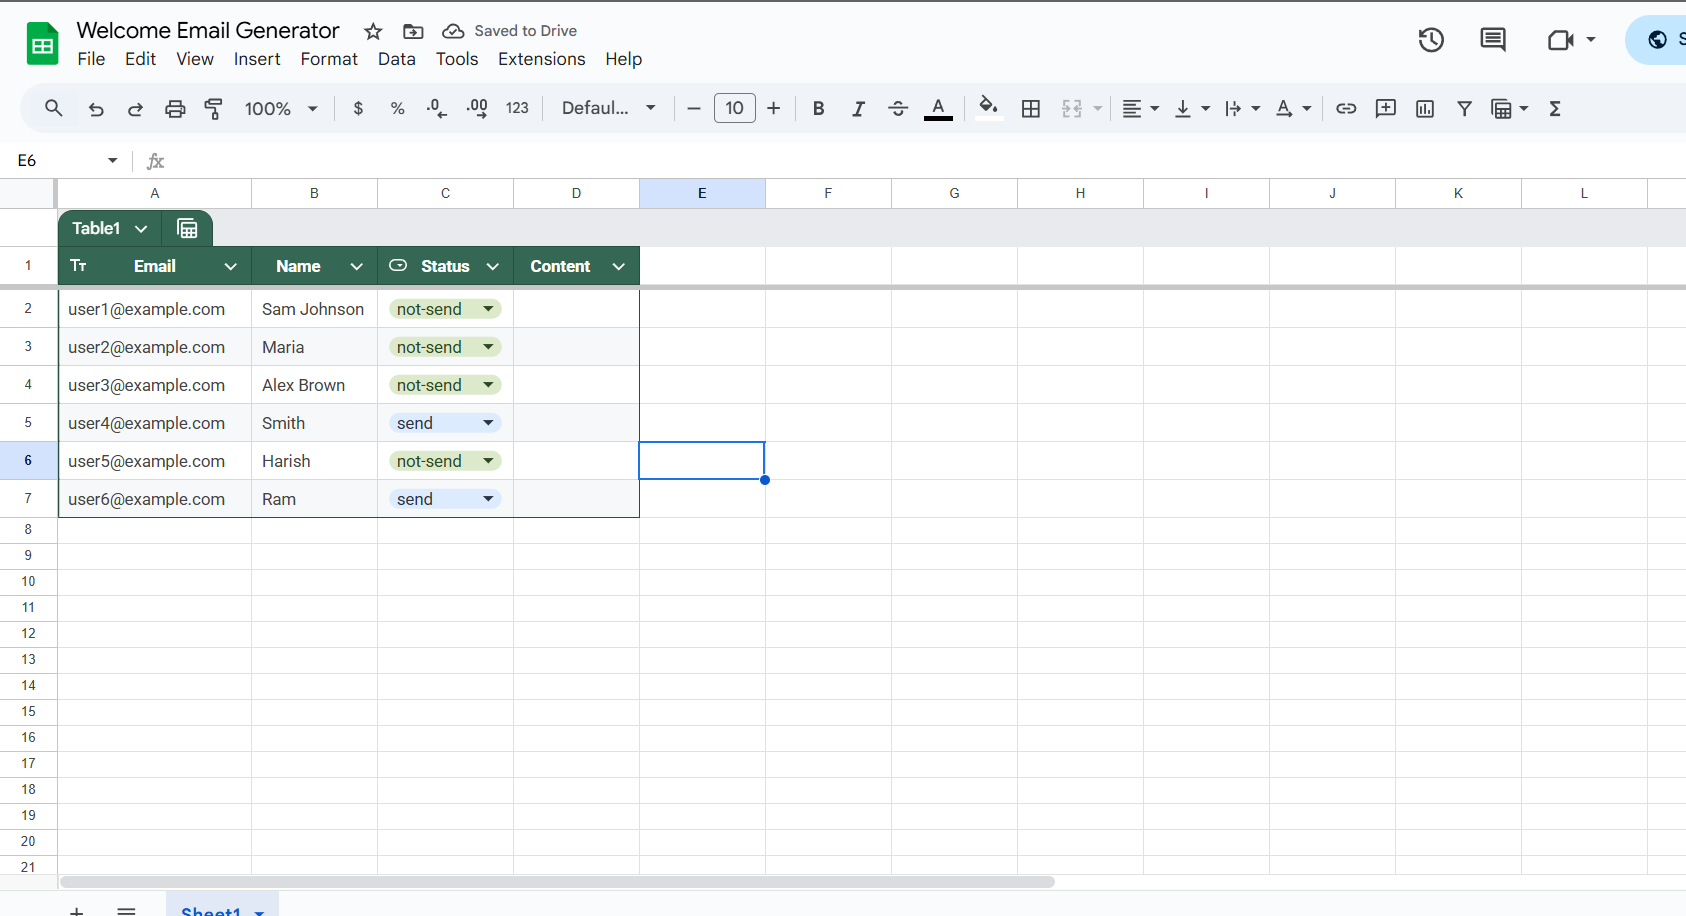 Welcome Email Generator Saved to Drive
File Edit View Insert Format Data Tools Extensions Help
100% $ % .0 .00 123 Defaul... − 10 + B I S A A Σ
E6 fx
A B C D E F G H I J K L
Table1
1 Tт Email Name Status Content
2 user1@example.com Sam Johnson not-send
3 user2@example.com Maria not-send
4 user3@example.com Alex Brown not-send
5 user4@example.com Smith send
6 user5@example.com Harish not-send
7 user6@example.com Ram send
8
9
10
11
12
13
14
15
16
17
18
19
20
21
+ Sheet1